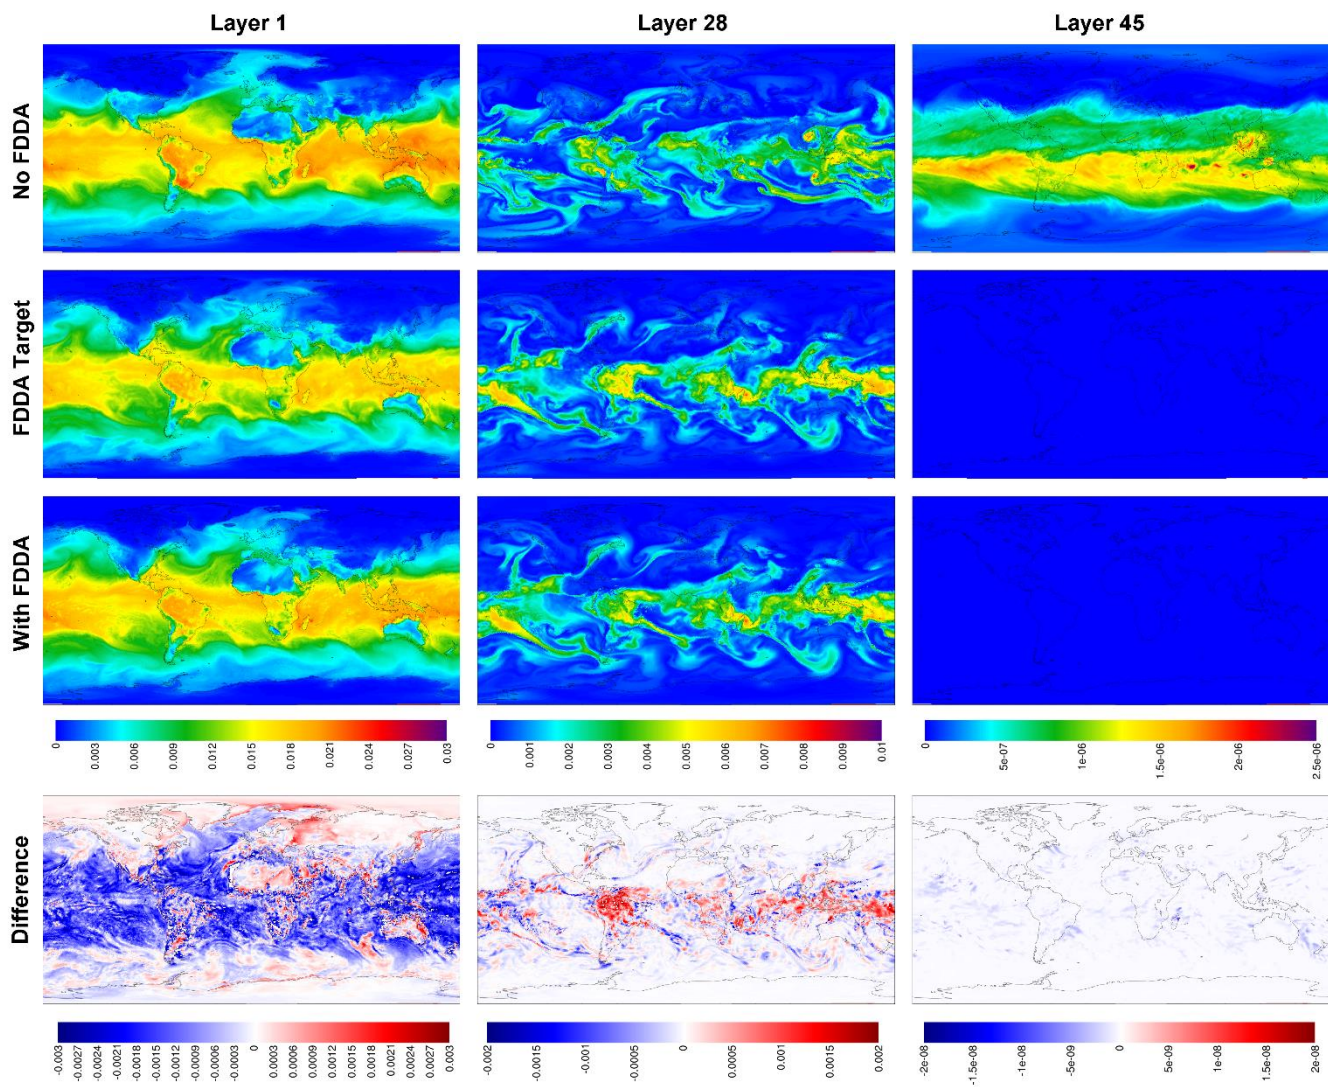 Layer 1
Layer 28
Layer 45
No FDDA
FDDA Target
With FDDA
0 0.003 0.006 0.009 0.012 0.015 0.018 0.021 0.024 0.027 0.03
0 0.001 0.002 0.003 0.004 0.005 0.006 0.007 0.008 0.009 0.01
0 5e-07 1e-06 1.5e-06 2e-06 2.5e-06
Difference
-0.003 -0.0027 -0.0024 -0.0021 -0.0018 -0.0015 -0.0012 -0.0009 -0.0006 -0.0003 0 0.0003 0.0006 0.0009 0.0012 0.0015 0.0018 0.0021 0.0024 0.0027 0.003
-0.002 -0.0015 -0.001 -0.0005 0 0.0005 0.001 0.0015 0.002
-2e-08 -1.5e-08 -1e-08 -5e-09 0 5e-09 1e-08 1.5e-08 2e-08